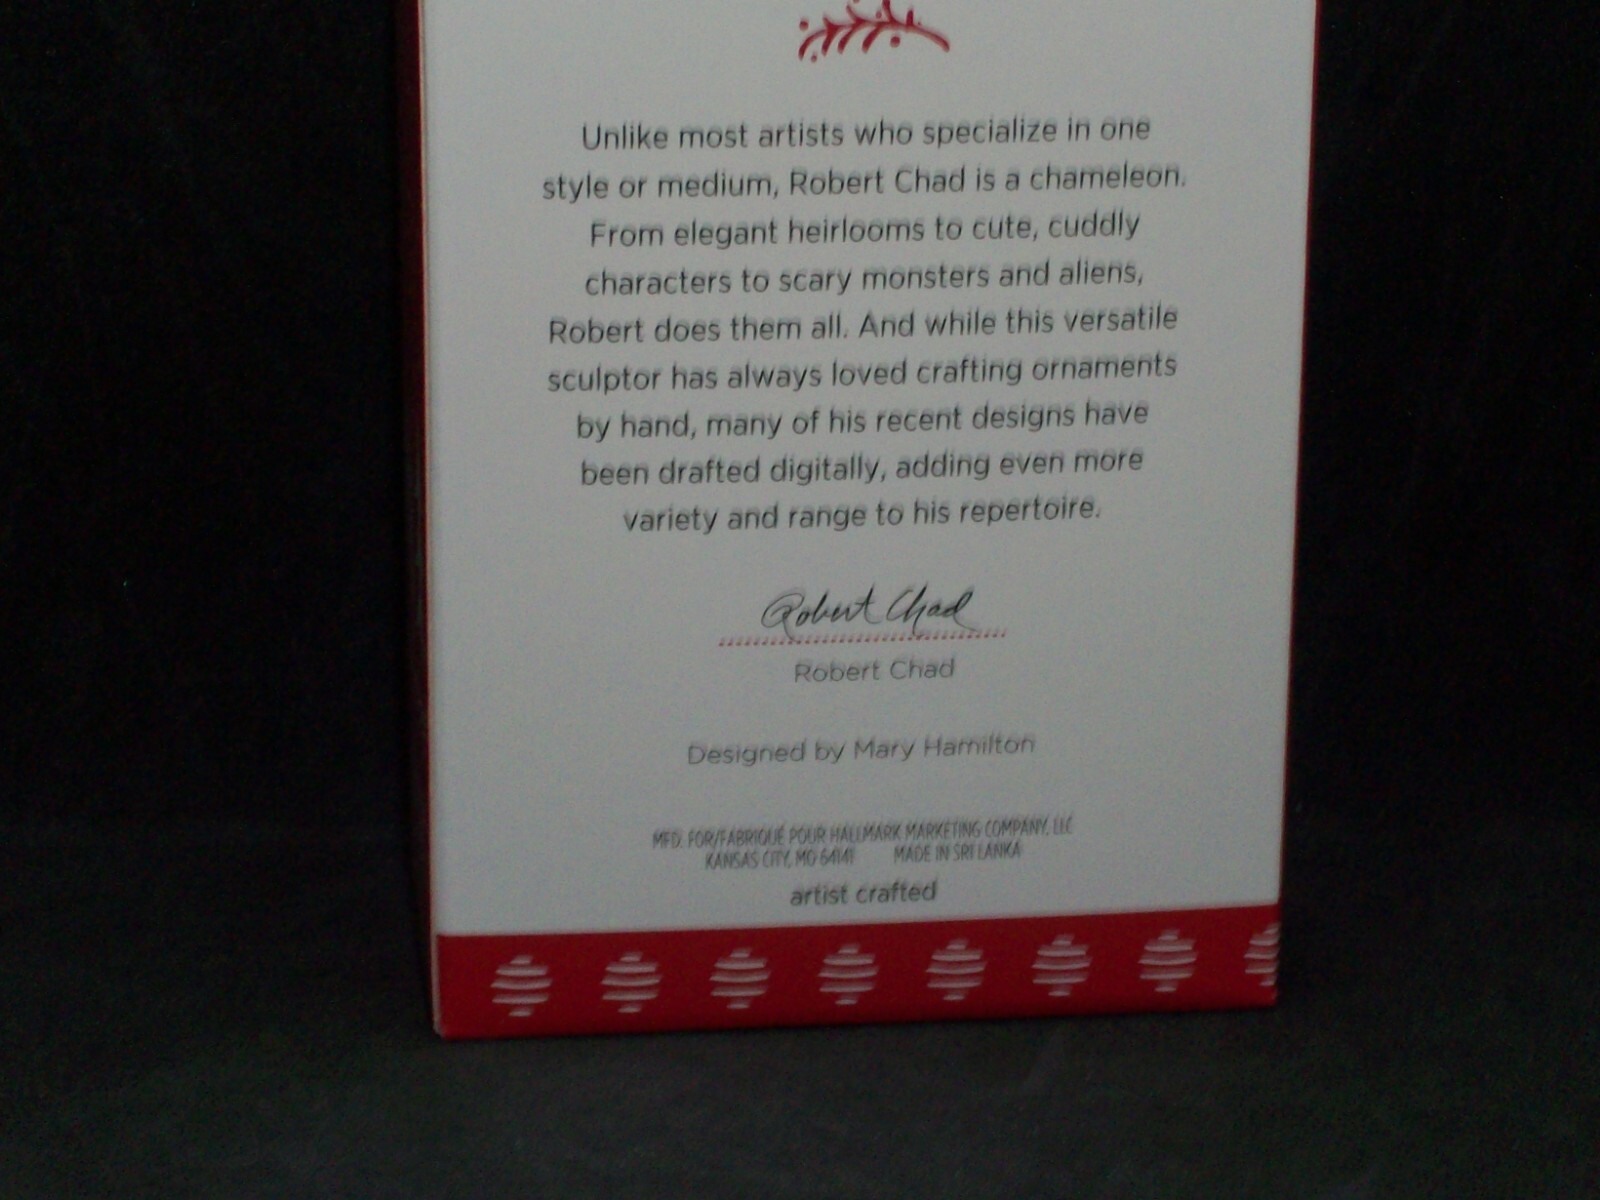 Unlike most artists who specialize in one
style or medium, Robert Chad is a chameleon.
From elegant heirlooms to cute, cuddly
characters to scary monsters and aliens,
Robert does them all. And while this versatile
sculptor has always loved crafting ornaments
by hand, many of his recent designs have
been drafted digitally, adding even more
variety and range to his repertoire.
Robert Chad
Robert Chad
Designed by Mary Hamilton
MFD. FOR/FABRIQUÉ POUR HALLMARK MARKETING COMPANY, LLC
KANSAS CITY, MO 64141 MADE IN SRI LANKA
artist crafted